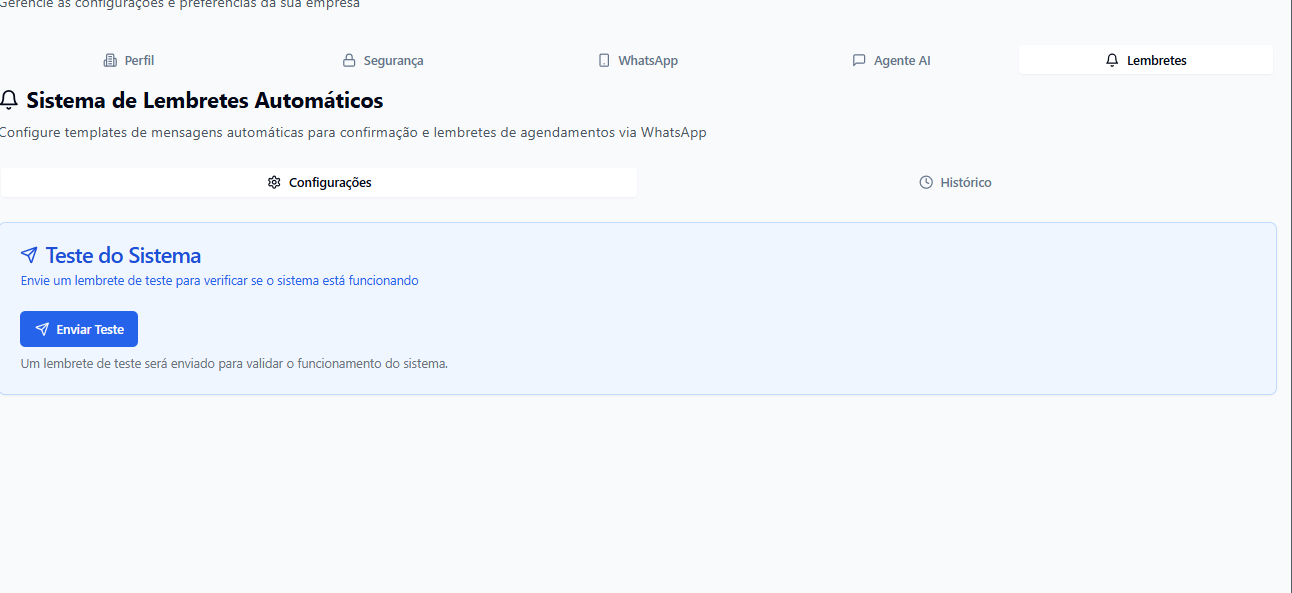 Gerencie as configurações e preferências da sua empresa
Perfil
Segurança
WhatsApp
Agente AI
Lembretes
Sistema de Lembretes Automáticos
Configure templates de mensagens automáticas para confirmação e lembretes de agendamentos via WhatsApp
Configurações
Histórico
Teste do Sistema
Envie um lembrete de teste para verificar se o sistema está funcionando
Enviar Teste
Um lembrete de teste será enviado para validar o funcionamento do sistema.